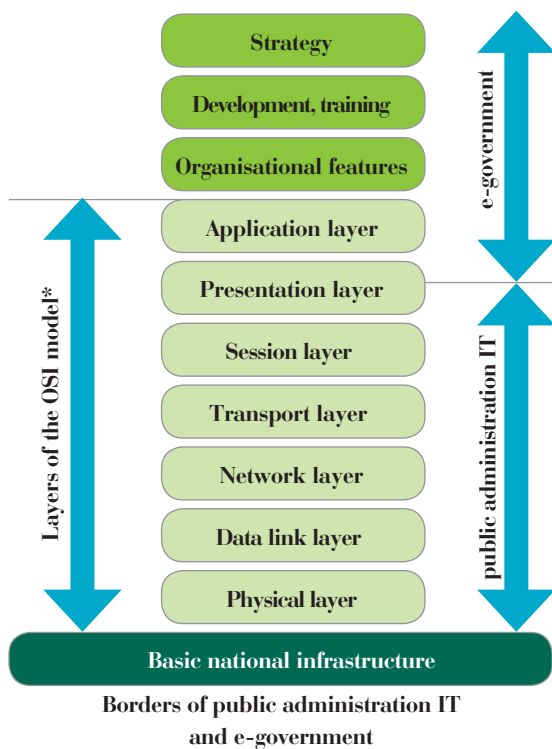 Strategy
Development, training
Organisational features
Application layer
Presentation layer
Session layer
Transport layer
Network layer
Data link layer
Physical layer
Basic national infrastructure
Layers of the OSI model*
e-government
public administration IT
Borders of public administration IT
and e-government